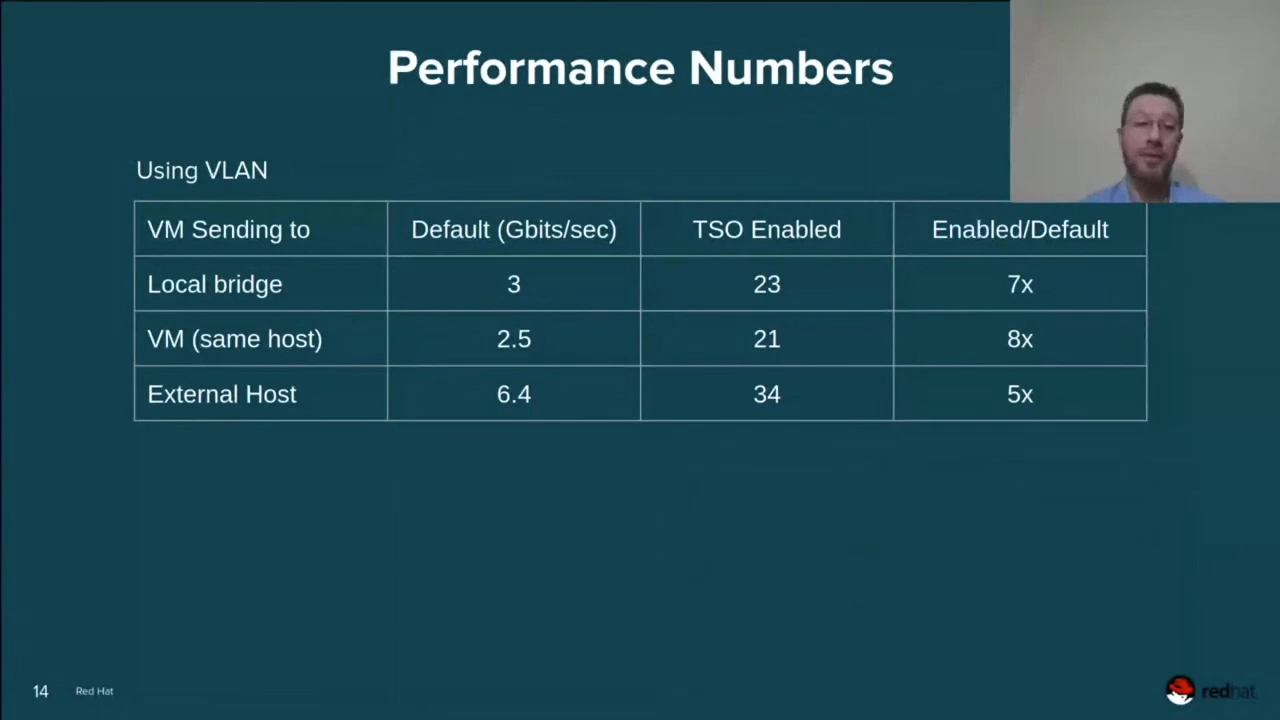 Performance Numbers
Using VLAN
VM Sending to Default (Gbits/sec) TSO Enabled Enabled/Default
Local bridge 3 23 7x
VM (same host) 2.5 21 8x
External Host 6.4 34 5x
14 Red Hat
redhat